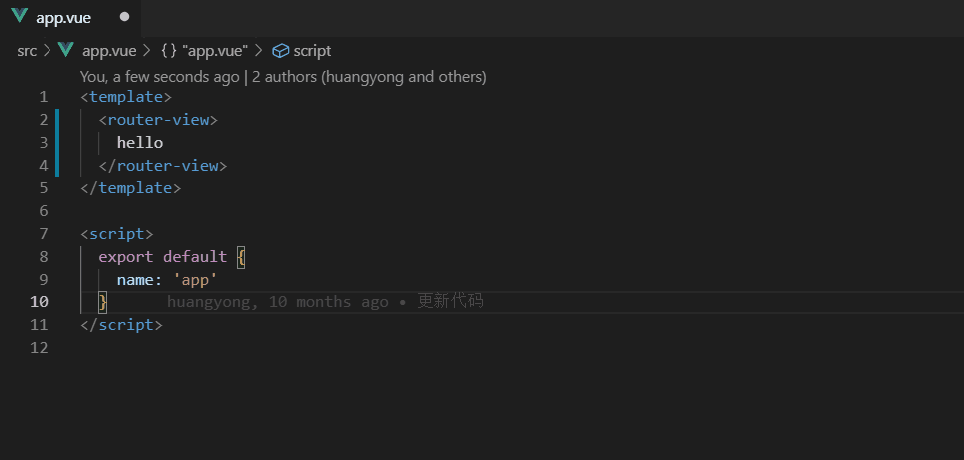 app.vue
src > app.vue > {} "app.vue" > script
You, a few seconds ago | 2 authors (huangyong and others)
1 <template>
2 <router-view>
3 hello
4 </router-view>
5 </template>
6
7 <script>
8 export default {
9 name: 'app'
10 } huangyong, 10 months ago • 更新代码
11 </script>
12